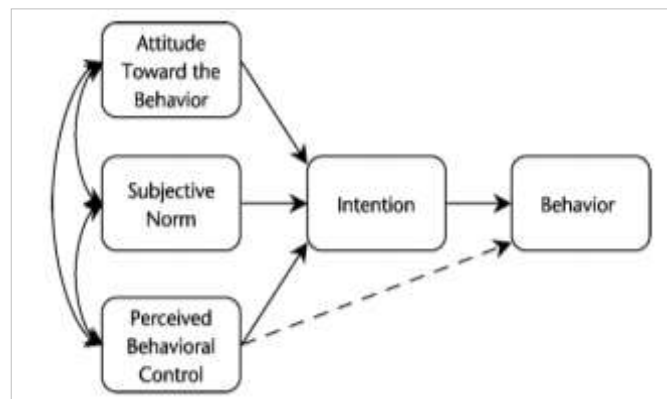 Attitude
Toward the
Behavior
Subjective
Norm
Intention
Behavior
Perceived
Behavioral
Control